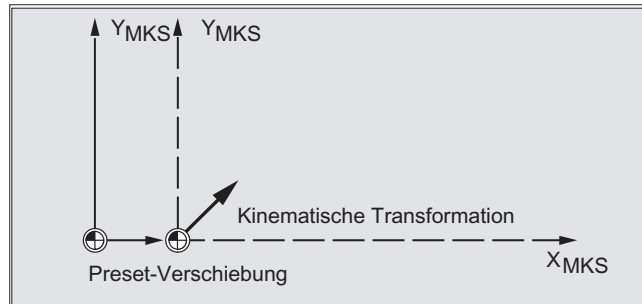 YMKS
YMKS
Kinematische Transformation
XMKS
Preset-Verschiebung